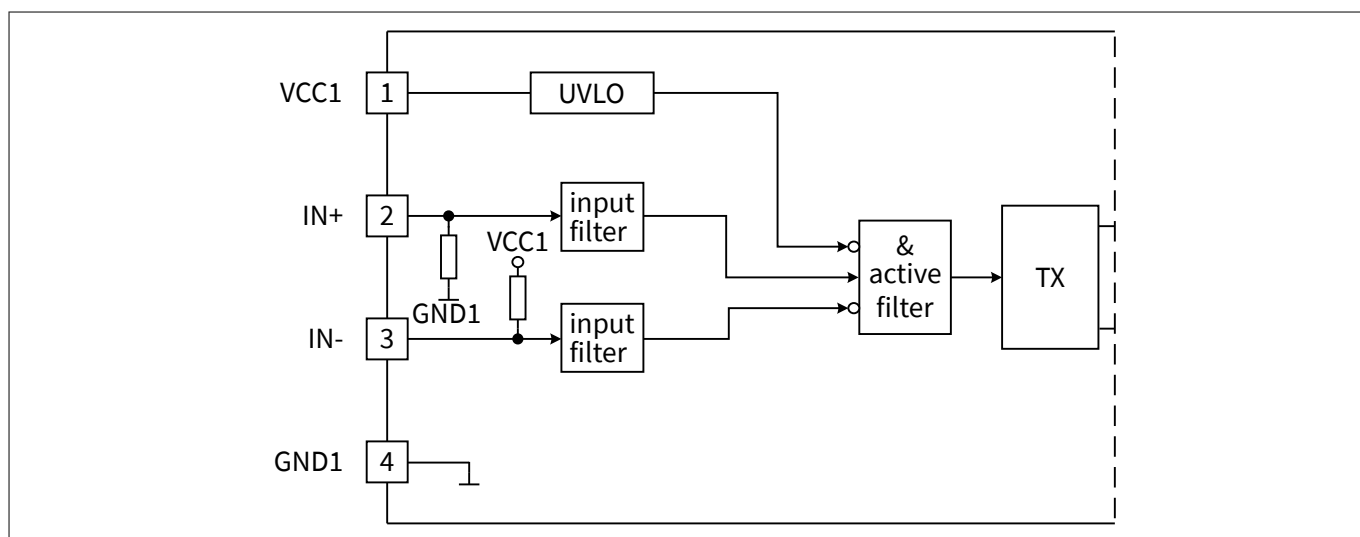 VCC1
1
UVLO
IN+
2
input
filter
VCC1
GND1
IN-
3
input
filter
&
active
filter
TX
GND1
4